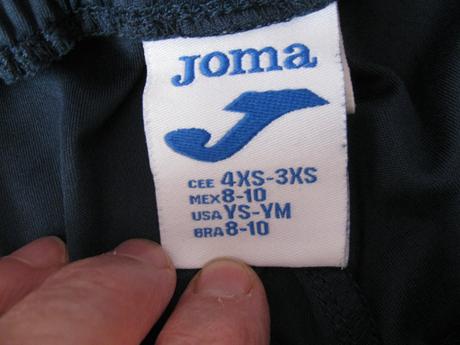 Joma
CEE 4XS-3XS
MEX 8-10
USA YS-YM
BRA 8-10